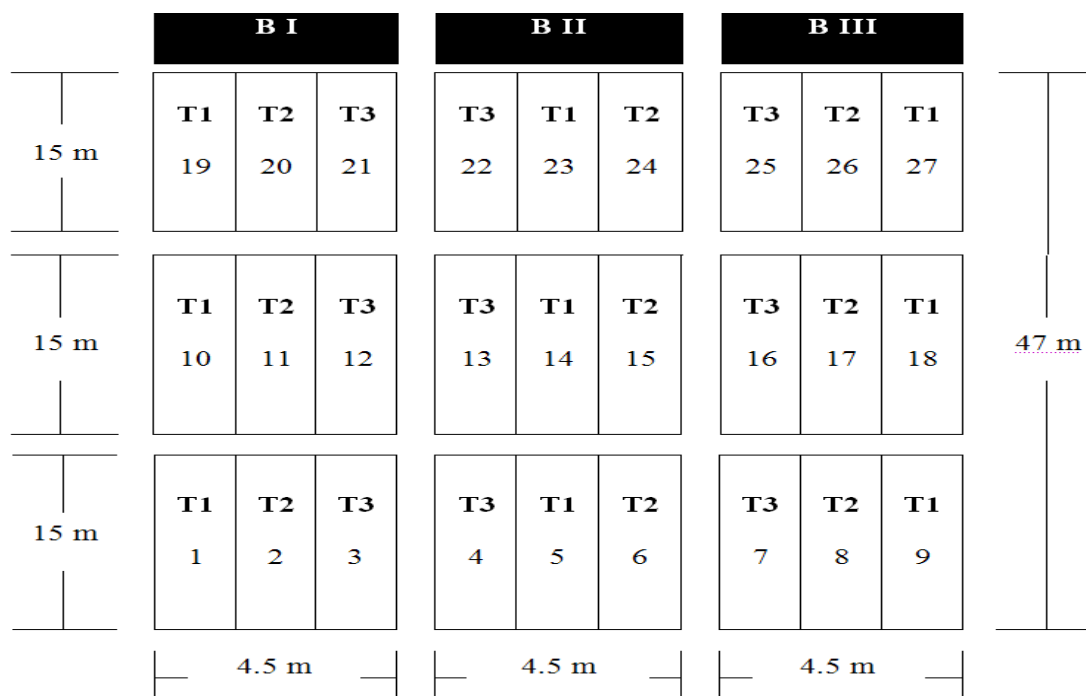 B I B II B III
T1 T2 T3 T3 T1 T2 T3 T2 T1
15 m 19 20 21 22 23 24 25 26 27
T1 T2 T3 T3 T1 T2 T3 T2 T1
15 m 10 11 12 13 14 15 16 17 18 47 m
T1 T2 T3 T3 T1 T2 T3 T2 T1
15 m 1 2 3 4 5 6 7 8 9
4.5 m 4.5 m 4.5 m